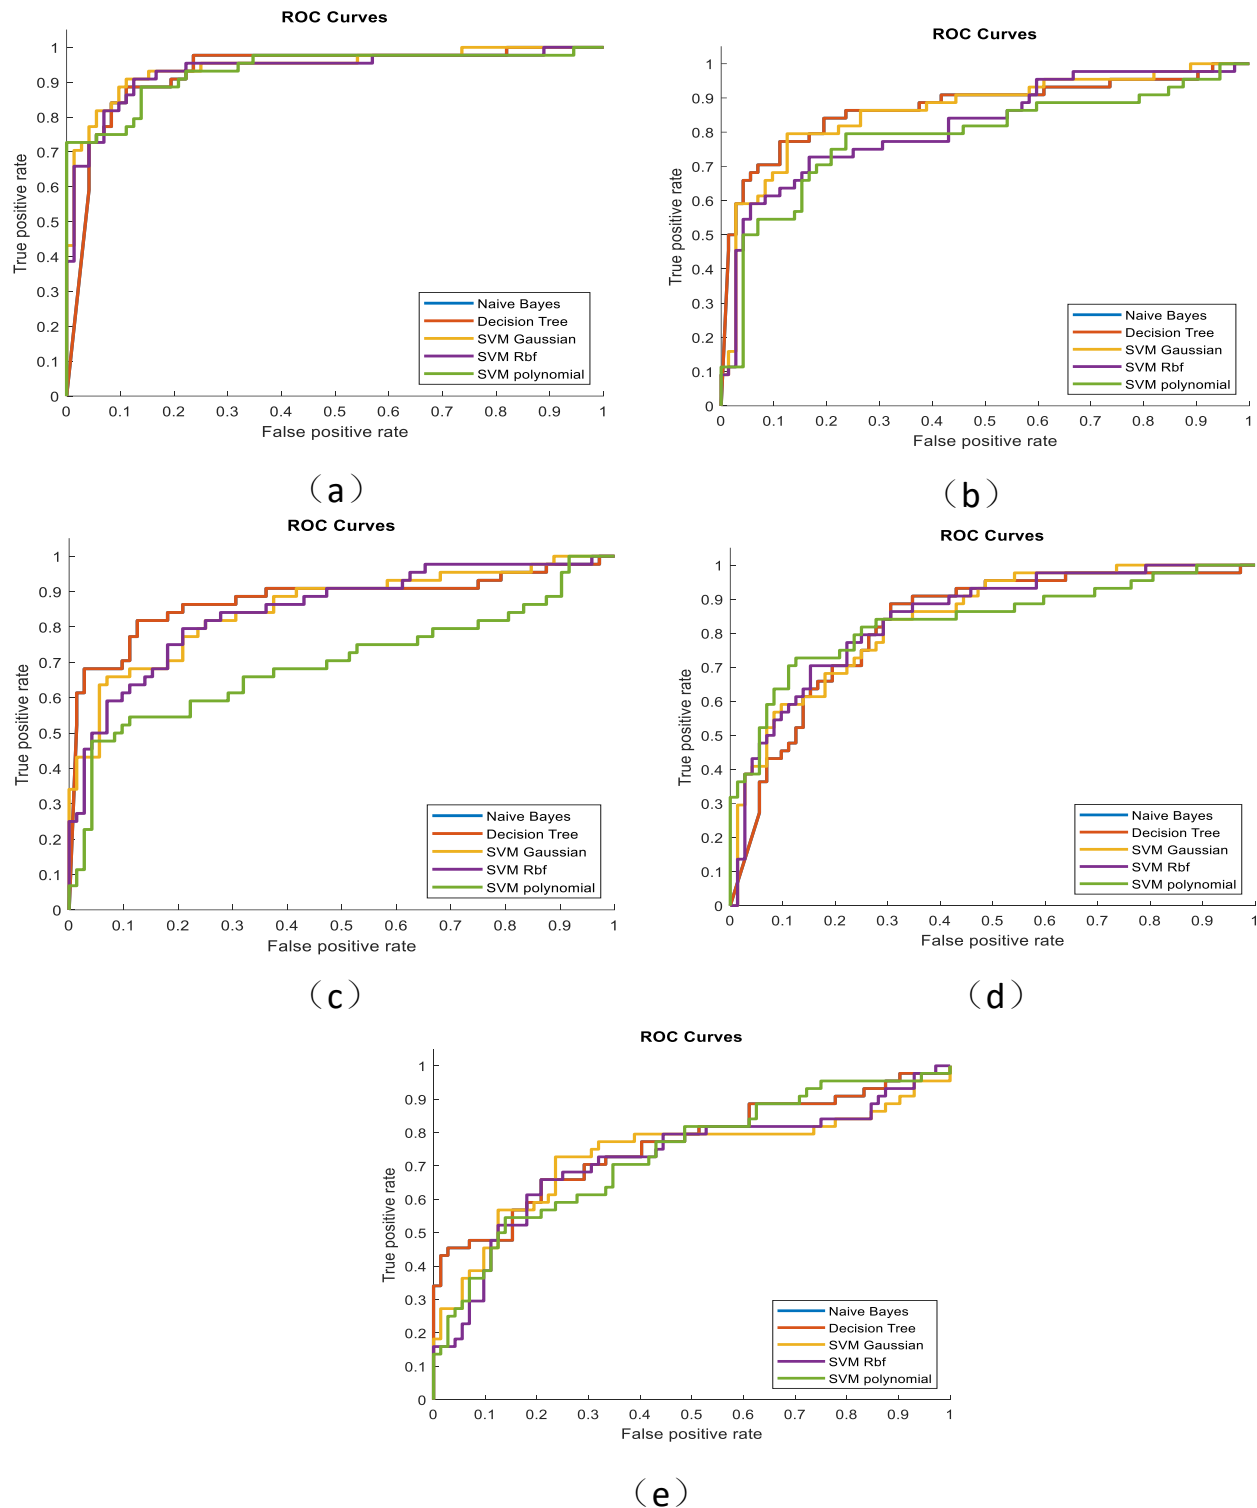 ROC Curves
1
0.9
0.8
0.7
0.6
0.5
0.4
0.3
0.2
0.1
0
True positive rate
Naive Bayes
Decision Tree
SVM Gaussian
SVM Rbf
SVM polynomial
0 0.1 0.2 0.3 0.4 0.5 0.6 0.7 0.8 0.9 1
False positive rate
（a）
ROC Curves
1
0.9
0.8
0.7
0.6
0.5
0.4
0.3
0.2
0.1
0
True positive rate
Naive Bayes
Decision Tree
SVM Gaussian
SVM Rbf
SVM polynomial
0 0.1 0.2 0.3 0.4 0.5 0.6 0.7 0.8 0.9 1
False positive rate
（b）
ROC Curves
1
0.9
0.8
0.7
0.6
0.5
0.4
0.3
0.2
0.1
0
True positive rate
Naive Bayes
Decision Tree
SVM Gaussian
SVM Rbf
SVM polynomial
0 0.1 0.2 0.3 0.4 0.5 0.6 0.7 0.8 0.9 1
False positive rate
（c）
ROC Curves
1
0.9
0.8
0.7
0.6
0.5
0.4
0.3
0.2
0.1
0
True positive rate
Naive Bayes
Decision Tree
SVM Gaussian
SVM Rbf
SVM polynomial
0 0.1 0.2 0.3 0.4 0.5 0.6 0.7 0.8 0.9 1
False positive rate
（d）
ROC Curves
1
0.9
0.8
0.7
0.6
0.5
0.4
0.3
0.2
0.1
0
True positive rate
Naive Bayes
Decision Tree
SVM Gaussian
SVM Rbf
SVM polynomial
0 0.1 0.2 0.3 0.4 0.5 0.6 0.7 0.8 0.9 1
False positive rate
（e）